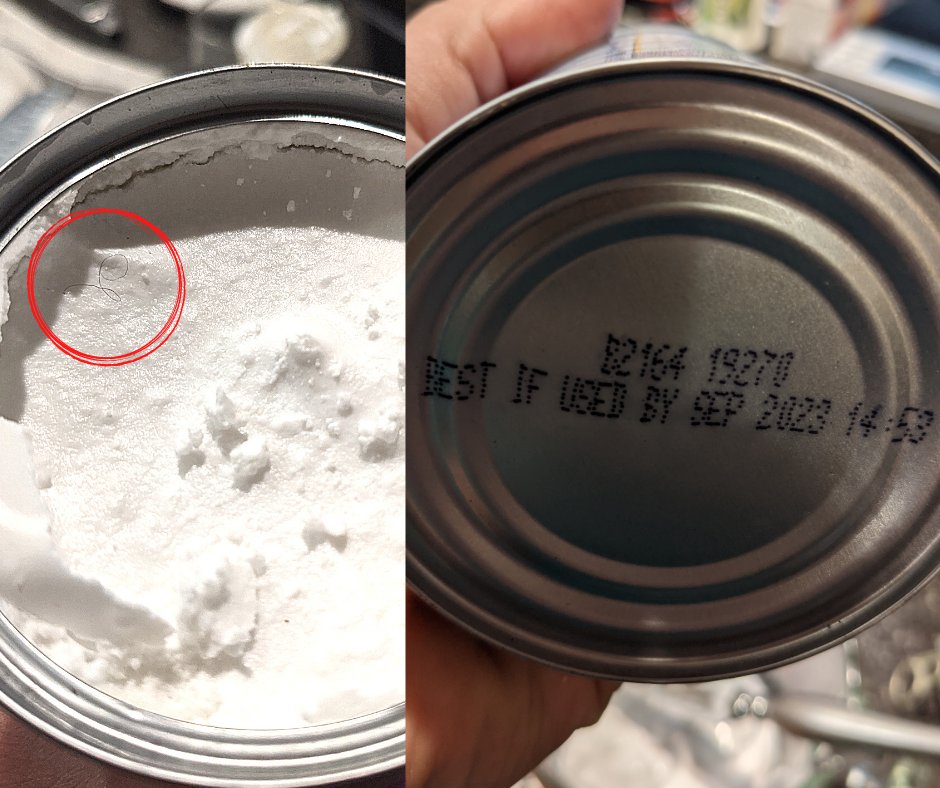 B2164 19270
BEST IF USED BY SEP 2023 14:53